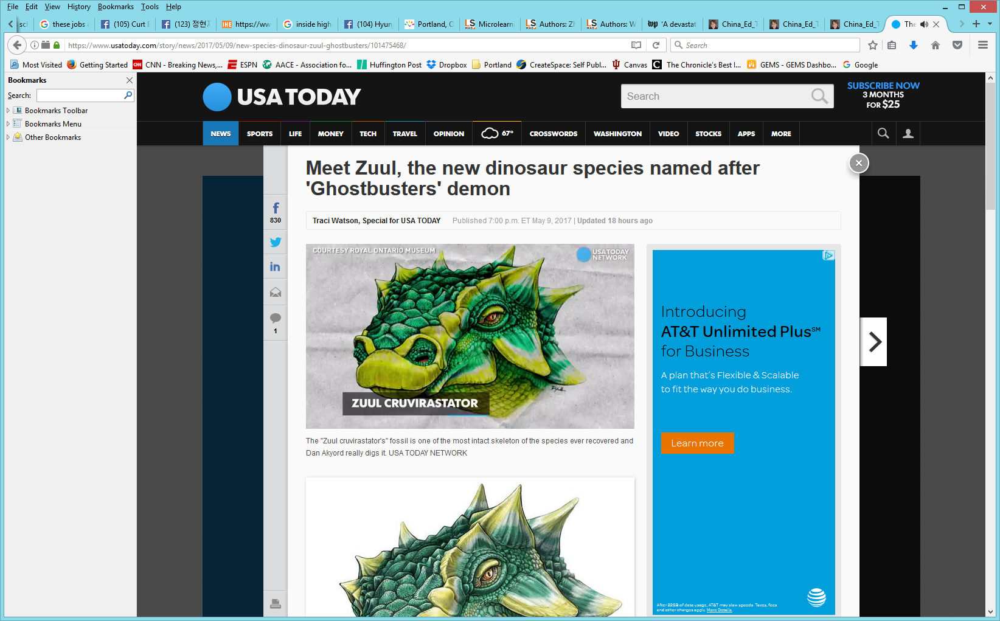 File Edit View History Bookmarks Tools Help
these jobs
(105) Curt
(123) 정현
https://ww
inside high
(104) Hyun
Portland, O
Microlearn
Authors: Zh
Authors: W
'A devastat
China_Ed_T
China_Ed_T
China_Ed_T
The
https://www.usatoday.com/story/news/2017/05/09/new-species-dinosaur-zuul-ghostbusters/101475468/
Search
Most Visited Getting Started CNN - Breaking News,... ESPN AACE - Association fo... Huffington Post Dropbox Portland CreateSpace: Self Publ... Canvas The Chronicle's Best I... GEMS - GEMS Dashbo... Google
Bookmarks
Search:
Bookmarks Toolbar
Bookmarks Menu
Other Bookmarks
USA TODAY
Search
SUBSCRIBE NOW
3 MONTHS
FOR $25
NEWS SPORTS LIFE MONEY TECH TRAVEL OPINION 67° CROSSWORDS WASHINGTON VIDEO STOCKS APPS MORE
Meet Zuul, the new dinosaur species named after
'Ghostbusters' demon
830
1
Traci Watson, Special for USA TODAY Published 7:00 p.m. ET May 9, 2017 | Updated 18 hours ago
COURTESY ROYAL ONTARIO MUSEUM
USA TODAY
NETWORK
ZUUL CRUVIRASTATOR
The "Zuul cruvirastator's" fossil is one of the most intact skeleton of the species ever recovered and
Dan Akyord really digs it. USA TODAY NETWORK
Introducing
AT&T Unlimited Plus℠
for Business
A plan that's Flexible & Scalable
to fit the way you do business.
Learn more
After 22GB of data usage, AT&T may slow speeds. Taxes, fees
and other charges apply. More Details.